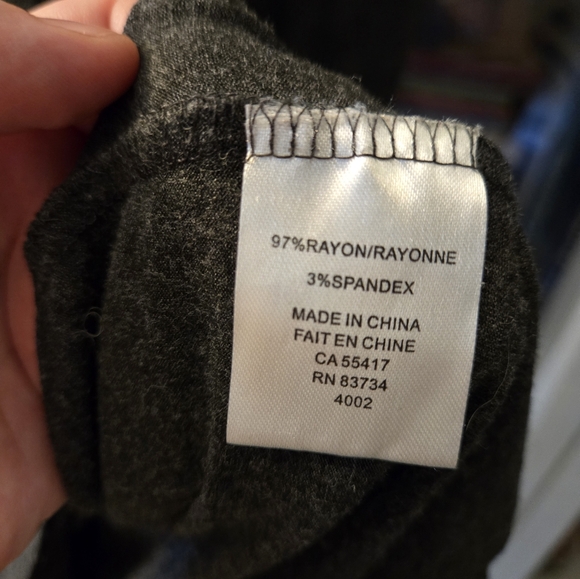 97%RAYON/RAYONNE
3%SPANDEX
MADE IN CHINA
FAIT EN CHINE
CA 55417
RN 83734
4002